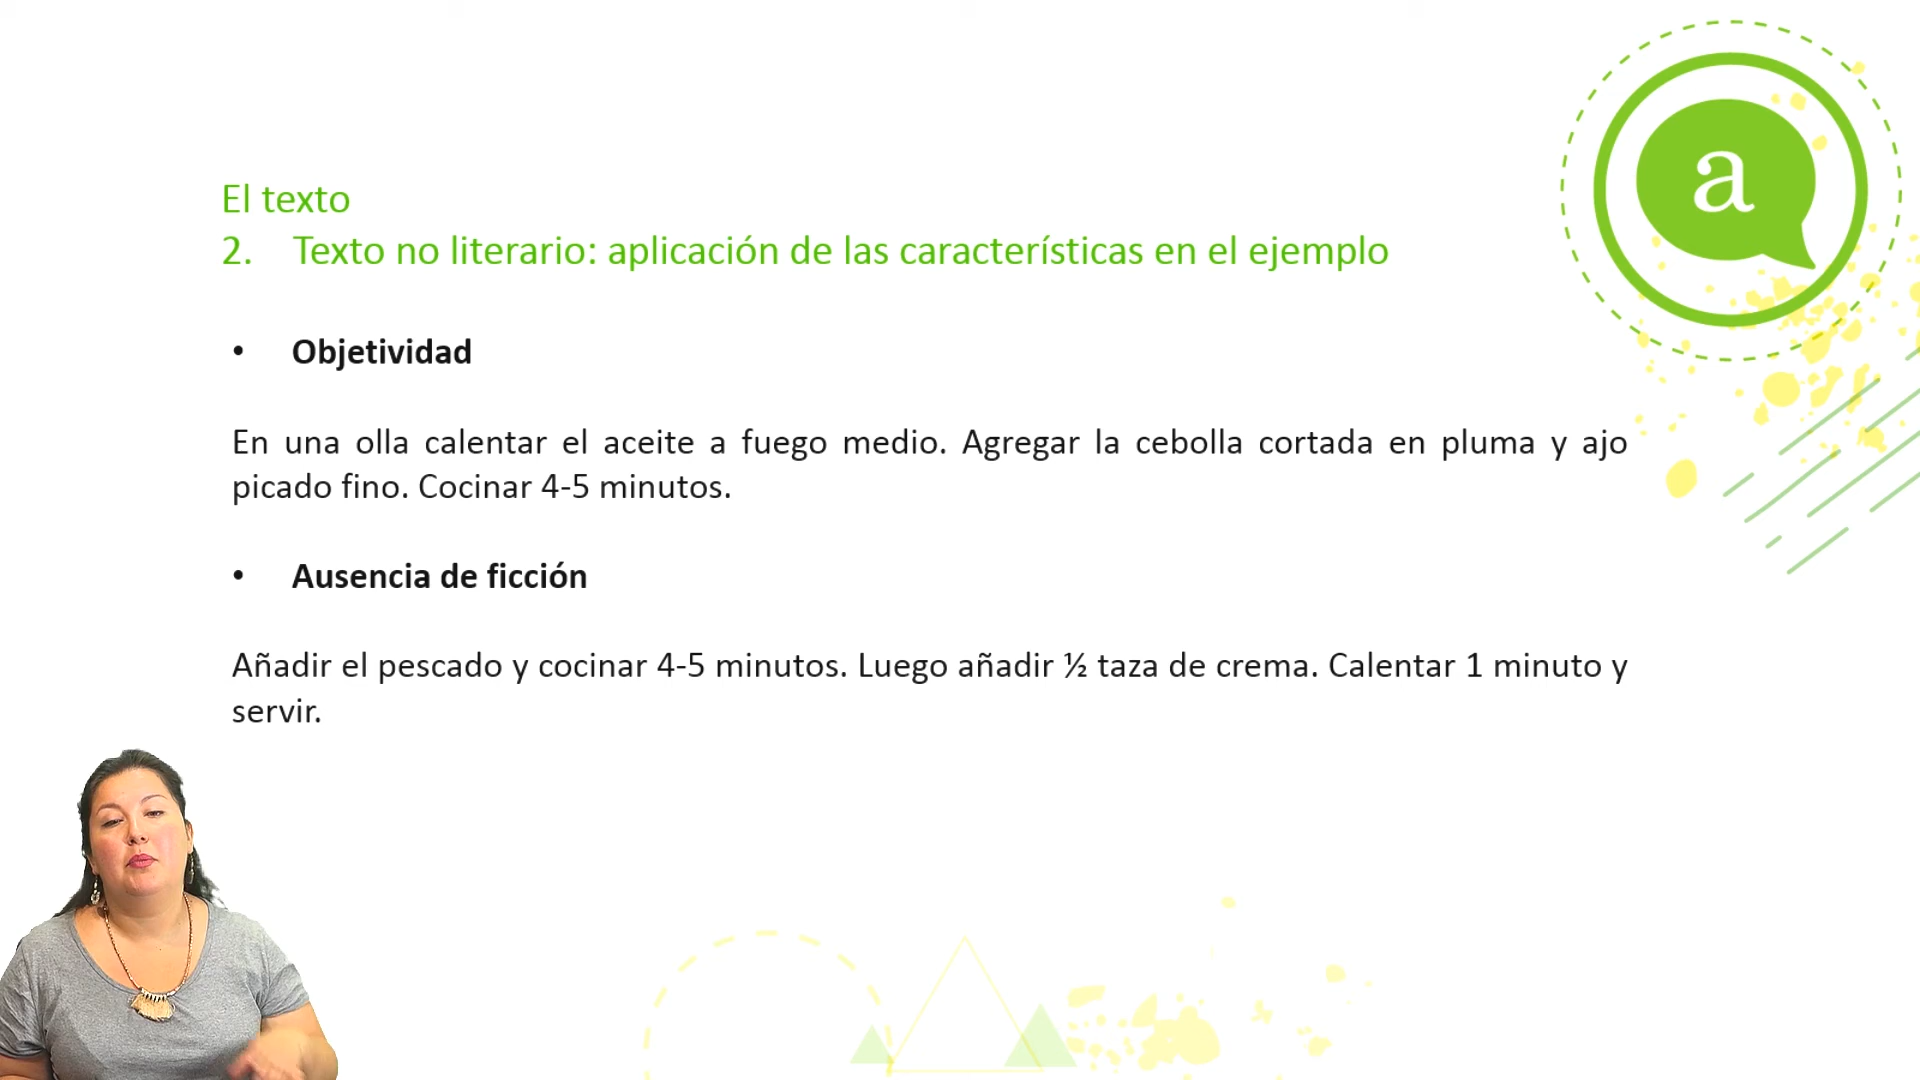 a
El texto
2. Texto no literario: aplicación de las características en el ejemplo
• Objetividad
En una olla calentar el aceite a fuego medio. Agregar la cebolla cortada en pluma y ajo
picado fino. Cocinar 4-5 minutos.
• Ausencia de ficción
Añadir el pescado y cocinar 4-5 minutos. Luego añadir ½ taza de crema. Calentar 1 minuto y
servir.